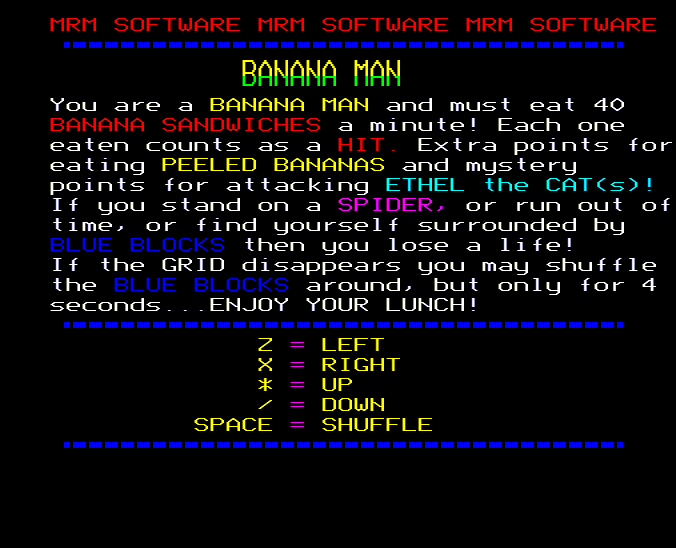 MRM SOFTWARE MRM SOFTWARE MRM SOFTWARE
BANANA MAN
You are a BANANA MAN and must eat 40
BANANA SANDWICHES a minute! Each one
eaten counts as a HIT. Extra points for
eating PEELED BANANAS and mystery
points for attacking ETHEL the CAT(s)!
If you stand on a SPIDER, or run out of
time, or find yourself surrounded by
BLUE BLOCKS then you lose a life!
If the GRID disappears you may shuffle
the BLUE BLOCKS around, but only for 4
seconds...ENJOY YOUR LUNCH!
Z = LEFT
X = RIGHT
* = UP
/ = DOWN
SPACE = SHUFFLE